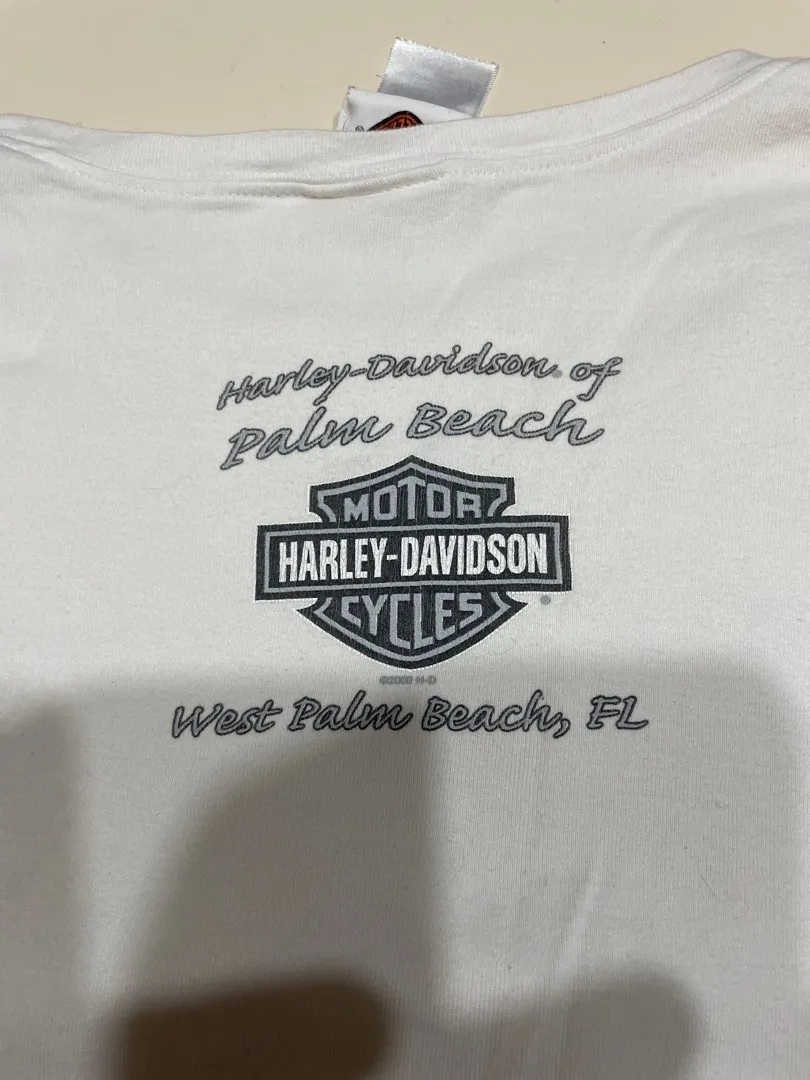 Harley-Davidson® of
Palm Beach
MOTOR
HARLEY-DAVIDSON
CYCLES
®
H-D
West Palm Beach, FL